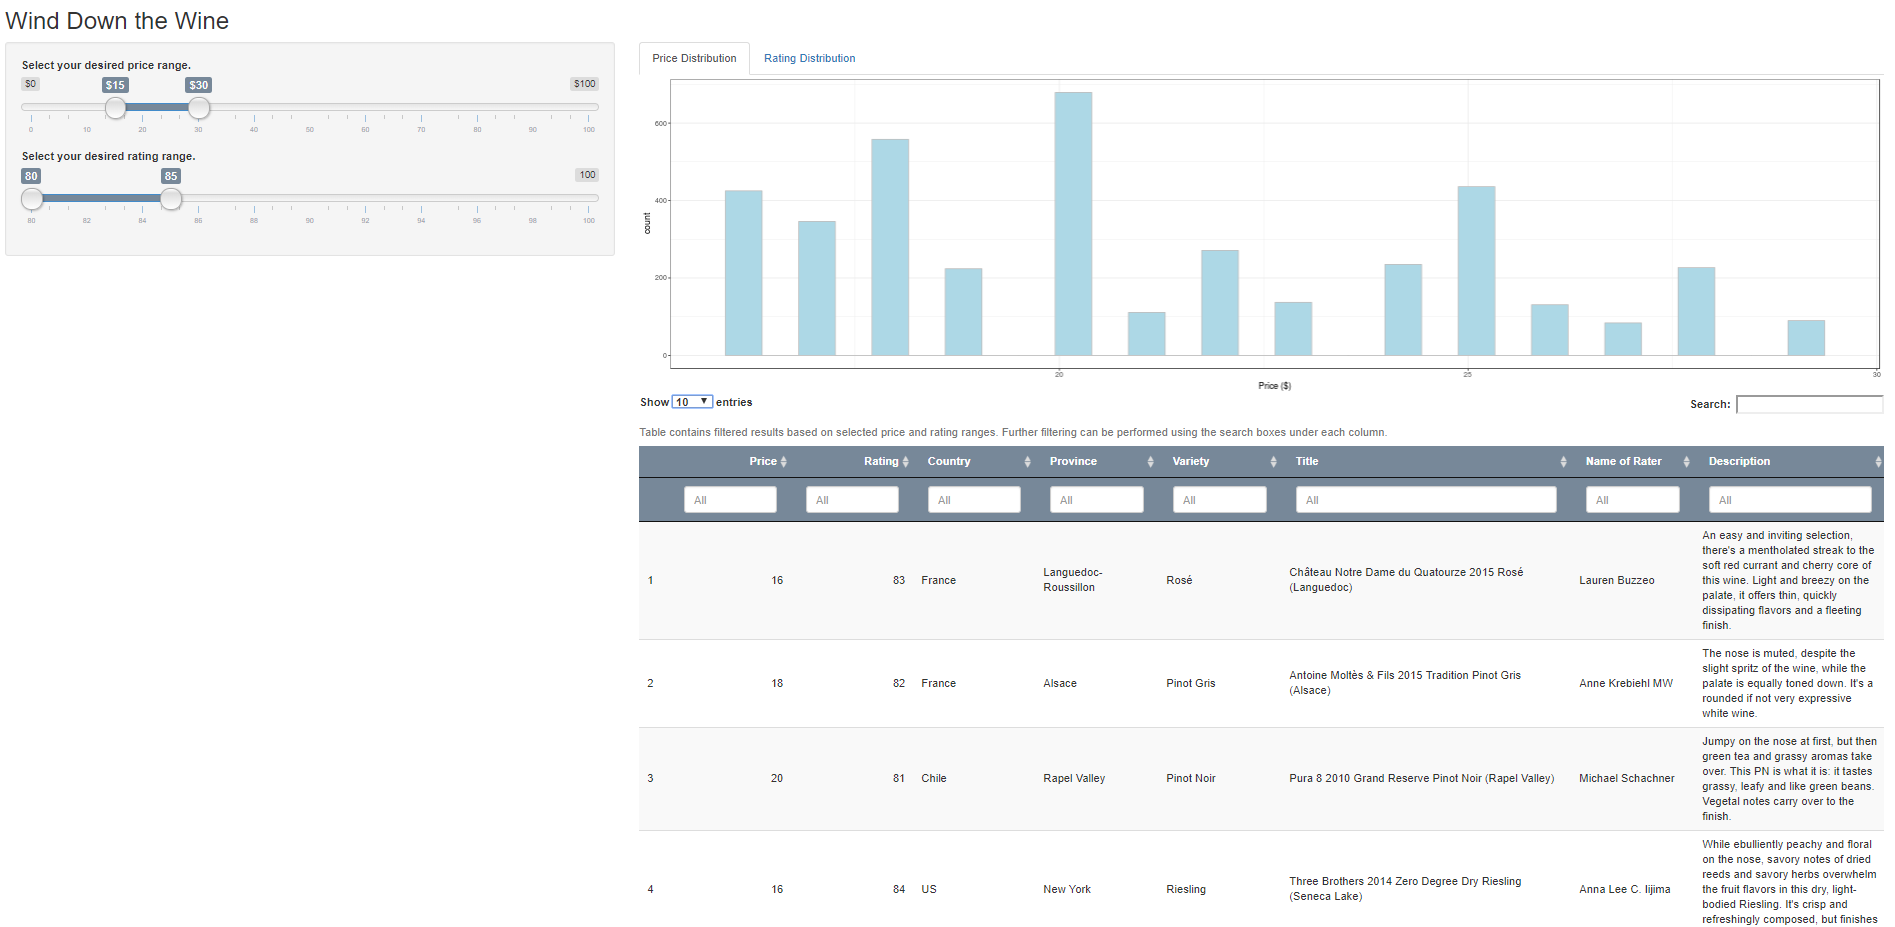 Wind Down the Wine
Select your desired price range.
$0 $15 $30 $100
0 10 20 30 40 50 60 70 80 90 100
Select your desired rating range.
80 85 100
80 82 84 86 88 90 92 94 96 98 100
Price Distribution Rating Distribution
600
400
200
0
count
20 25 30
Price ($)
Show 10 entries
Search:
Table contains filtered results based on selected price and rating ranges. Further filtering can be performed using the search boxes under each column.
Price Rating Country Province Variety Title Name of Rater Description
All All All All All All All All
1 16 83 France Languedoc-
Roussillon
Rosé
Château Notre Dame du Quatourze 2015 Rosé
(Languedoc)
Lauren Buzzeo
An easy and inviting selection,
there's a mentholated streak to the
soft red currant and cherry core of
this wine. Light and breezy on the
palate, it offers thin, quickly
dissipating flavors and a fleeting
finish.
2 18 82 France Alsace Pinot Gris
Antoine Moltès & Fils 2015 Tradition Pinot Gris
(Alsace)
Anne Krebiehl MW
The nose is muted, despite the
slight spritz of the wine, while the
palate is equally toned down. It's a
rounded if not very expressive
white wine.
3 20 81 Chile Rapel Valley Pinot Noir Pura 8 2010 Grand Reserve Pinot Noir (Rapel Valley) Michael Schachner
Jumpy on the nose at first, but then
green tea and grassy aromas take
over. This PN is what it is: it tastes
grassy, leafy and like green beans.
Vegetal notes carry over to the
finish.
4 16 84 US New York Riesling
Three Brothers 2014 Zero Degree Dry Riesling
(Seneca Lake)
Anna Lee C. Iijima
While ebulliently peachy and floral
on the nose, savory notes of dried
reeds and savory herbs overwhelm
the fruit flavors in this dry, light-
bodied Riesling. It's crisp and
refreshingly composed, but finishes